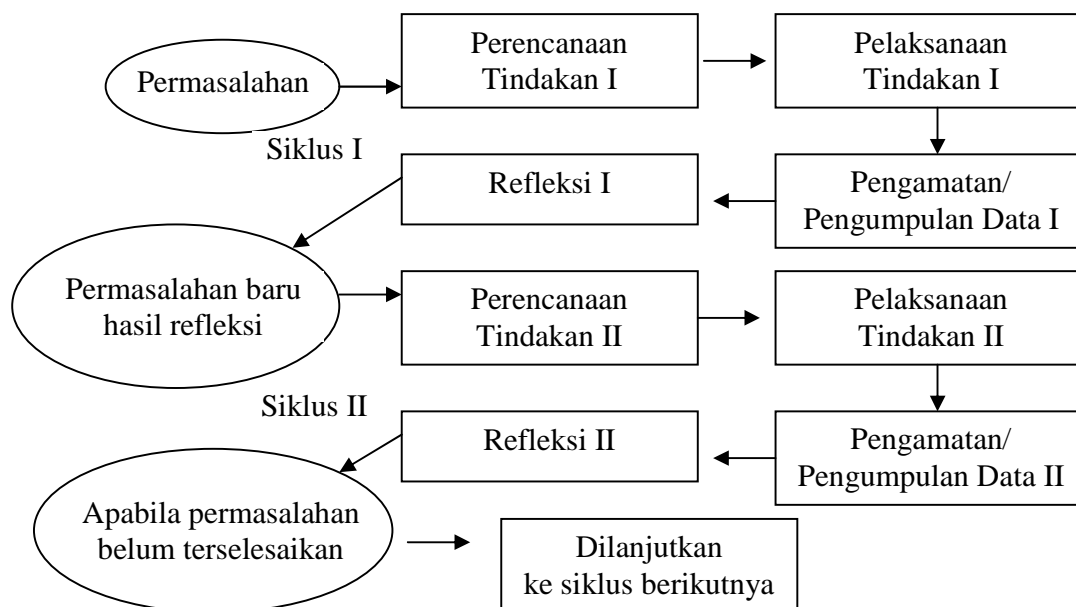 Permasalahan
Perencanaan
Tindakan I
Pelaksanaan
Tindakan I
Siklus I
Pengamatan/
Pengumpulan Data I
Refleksi I
Permasalahan baru
hasil refleksi
Perencanaan
Tindakan II
Pelaksanaan
Tindakan II
Siklus II
Pengamatan/
Pengumpulan Data II
Refleksi II
Apabila permasalahan
belum terselesaikan
Dilanjutkan
ke siklus berikutnya